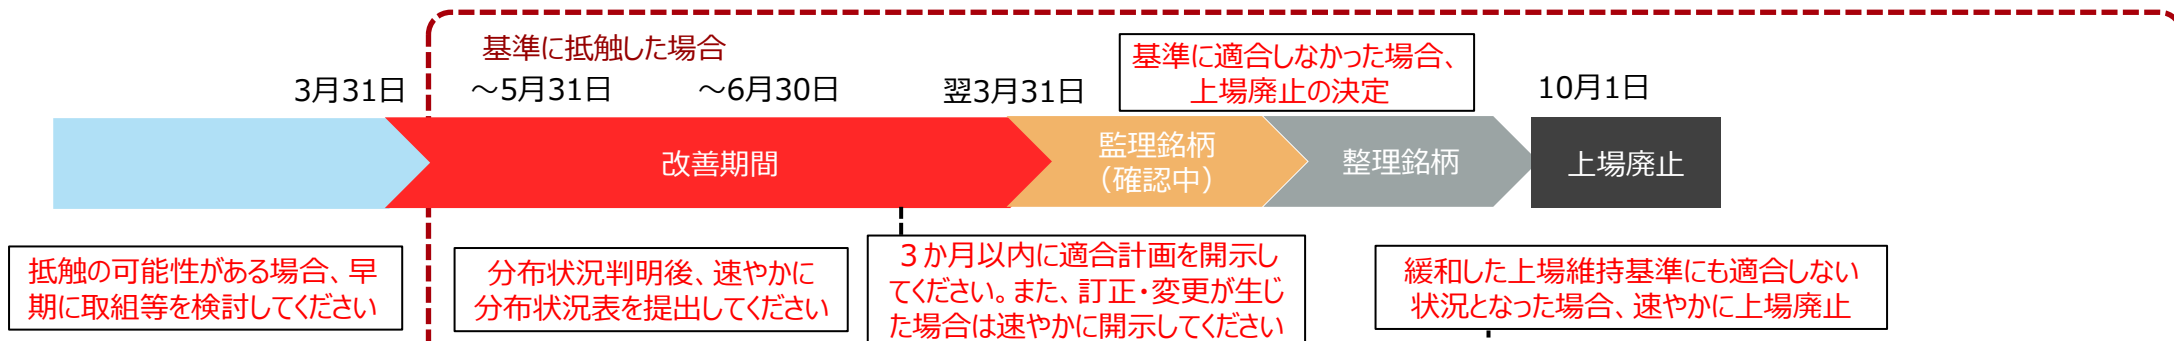 基準に抵触した場合
3月31日
～5月31日
～6月30日
翌3月31日
基準に適合しなかった場合、
上場廃止の決定
10月1日
改善期間
監理銘柄
（確認中）
整理銘柄
上場廃止
抵触の可能性がある場合、早
期に取組等を検討してください
分布状況判明後、速やかに
分布状況表を提出してください
３か月以内に適合計画を開示し
てください。また、訂正・変更が生じ
た場合は速やかに開示してください
緩和した上場維持基準にも適合しない
状況となった場合、速やかに上場廃止